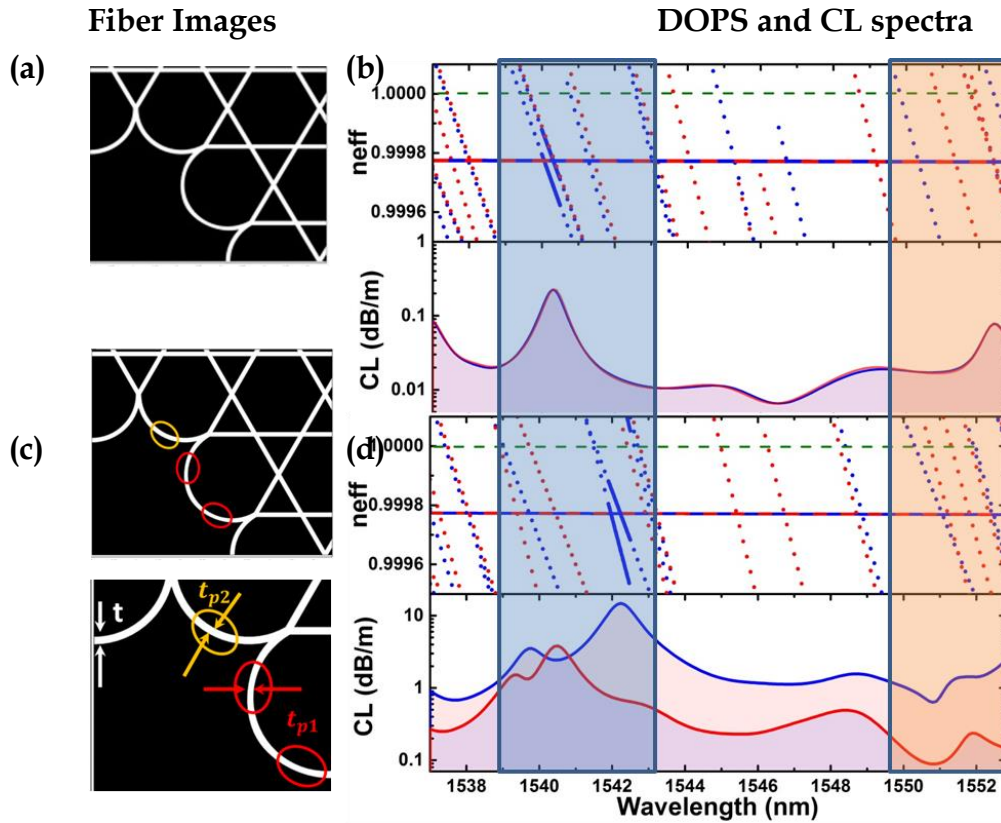 Fiber Images
DOPS and CL spectra
(a)
(b)
1.0000
0.9998
0.9996
neff
1
0.1
0.01
CL (dB/m)
(c)
t
t_p2
t_p1
(d)
1.0000
0.9998
0.9996
neff
10
1
0.1
CL (dB/m)
1538 1540 1542 1544 1546 1548 1550 1552
Wavelength (nm)